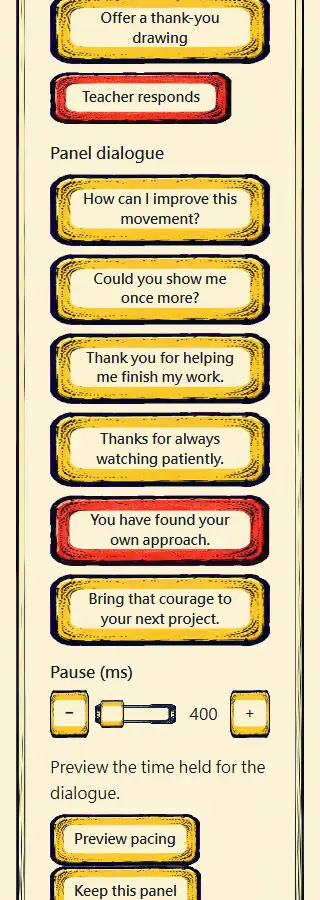 Offer a thank-you
drawing
Teacher responds
Panel dialogue
How can I improve this
movement?
Could you show me
once more?
Thank you for helping
me finish my work.
Thanks for always
watching patiently.
You have found your
own approach.
Bring that courage to
your next project.
Pause (ms)
− 400 +
Preview the time held for the
dialogue.
Preview pacing
Keep this panel